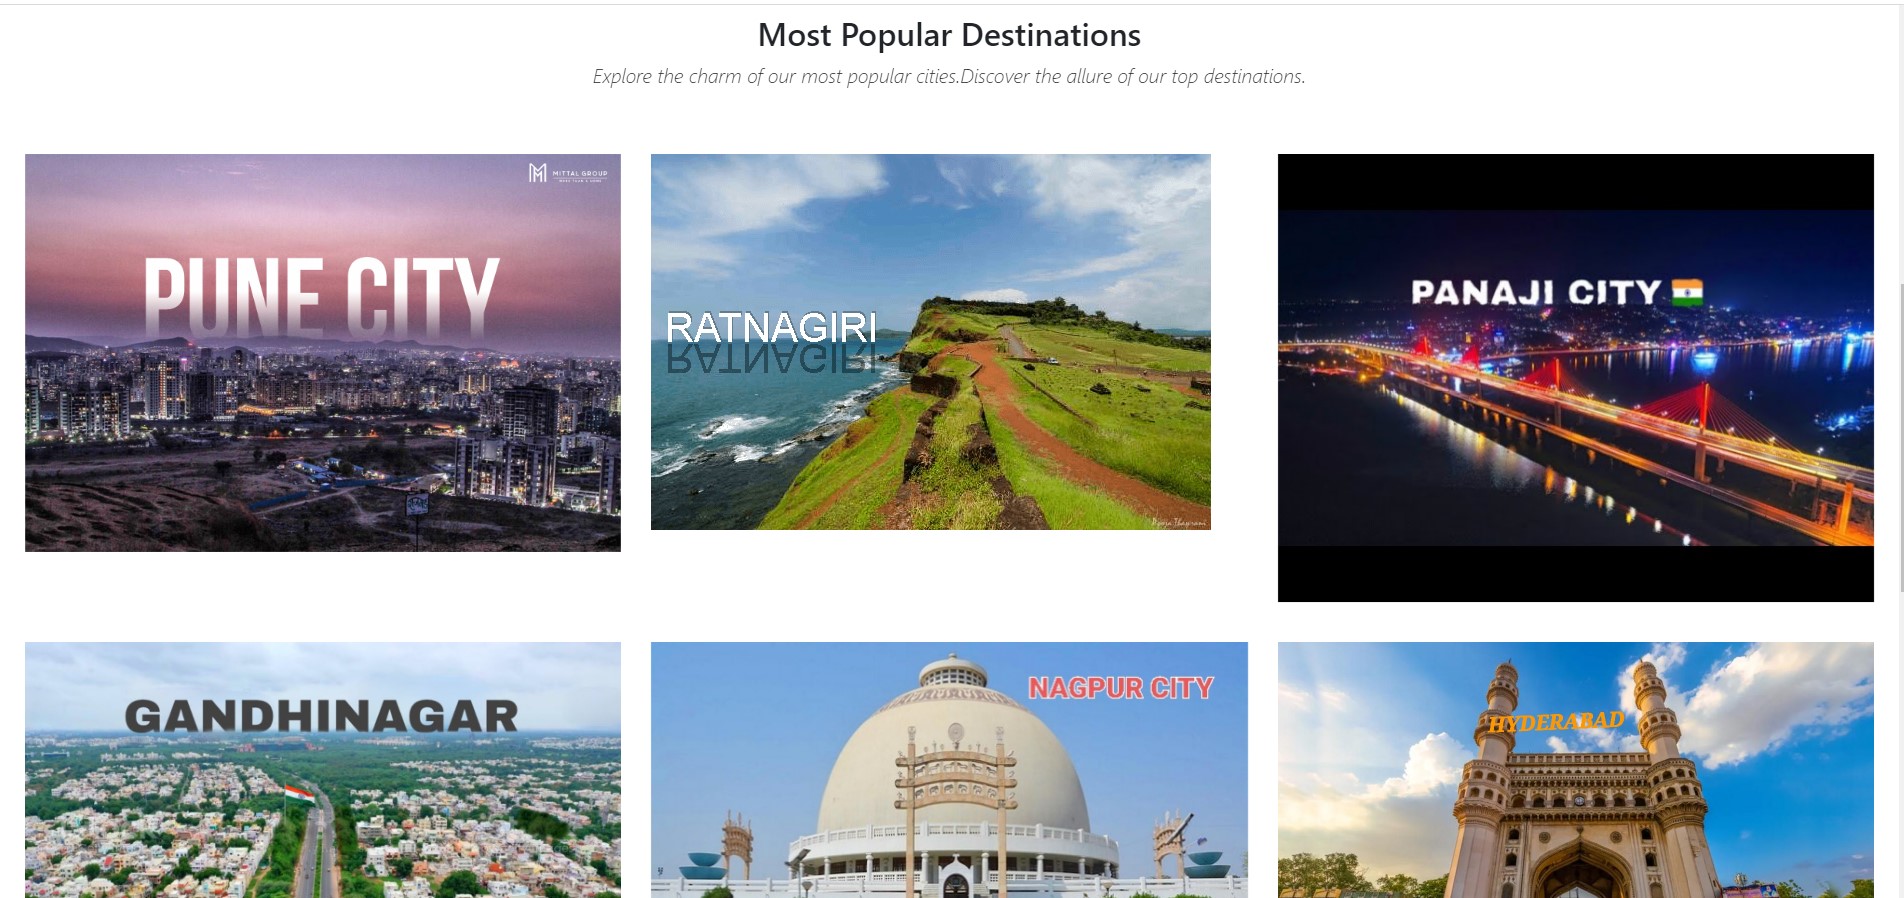 Most Popular Destinations
Explore the charm of our most popular cities.Discover the allure of our top destinations.
MITTAL GROUP
PUNE CITY
RATNAGIRI
RATNAGIRI
PANAJI CITY
GANDHINAGAR
NAGPUR CITY
HYDERABAD